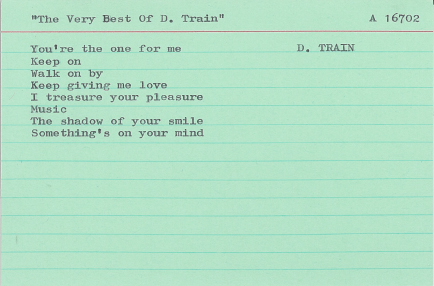 "The Very Best Of D. Train" A 16702
You're the one for me D. TRAIN
Keep on
Walk on by
Keep giving me love
I treasure your pleasure
Music
The shadow of your smile
Something's on your mind